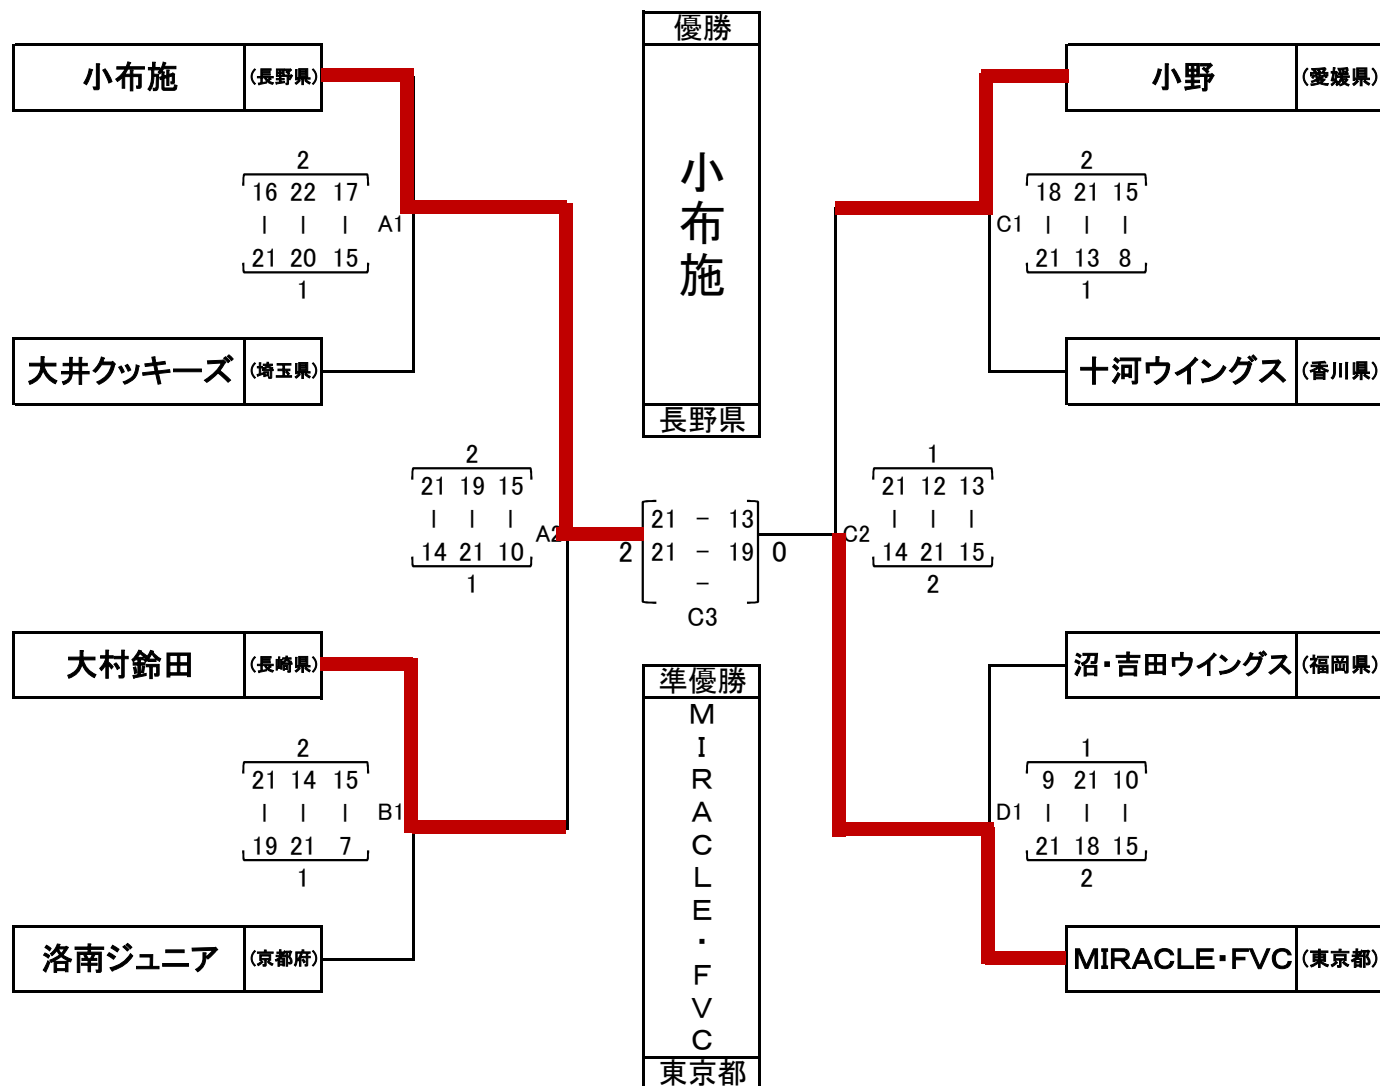 優勝
小布施
長野県
小布施 (長野県)
2
16 22 17
| | |
21 20 15
1
A1
大井クッキーズ (埼玉県)
2
21 19 15
| | |
14 21 10
1
A2
大村鈴田 (長崎県)
2
21 14 15
| | |
19 21 7
1
B1
洛南ジュニア (京都府)
小野 (愛媛県)
2
18 21 15
| | |
21 13 8
1
C1
十河ウイングス (香川県)
1
21 12 13
| | |
14 21 15
2
C2
沼・吉田ウイングス (福岡県)
1
9 21 10
| | |
21 18 15
2
D1
MIRACLE・FVC (東京都)
21 - 13
2 21 - 19 0
-
C3
準優勝
MIRACLE・FVC
東京都